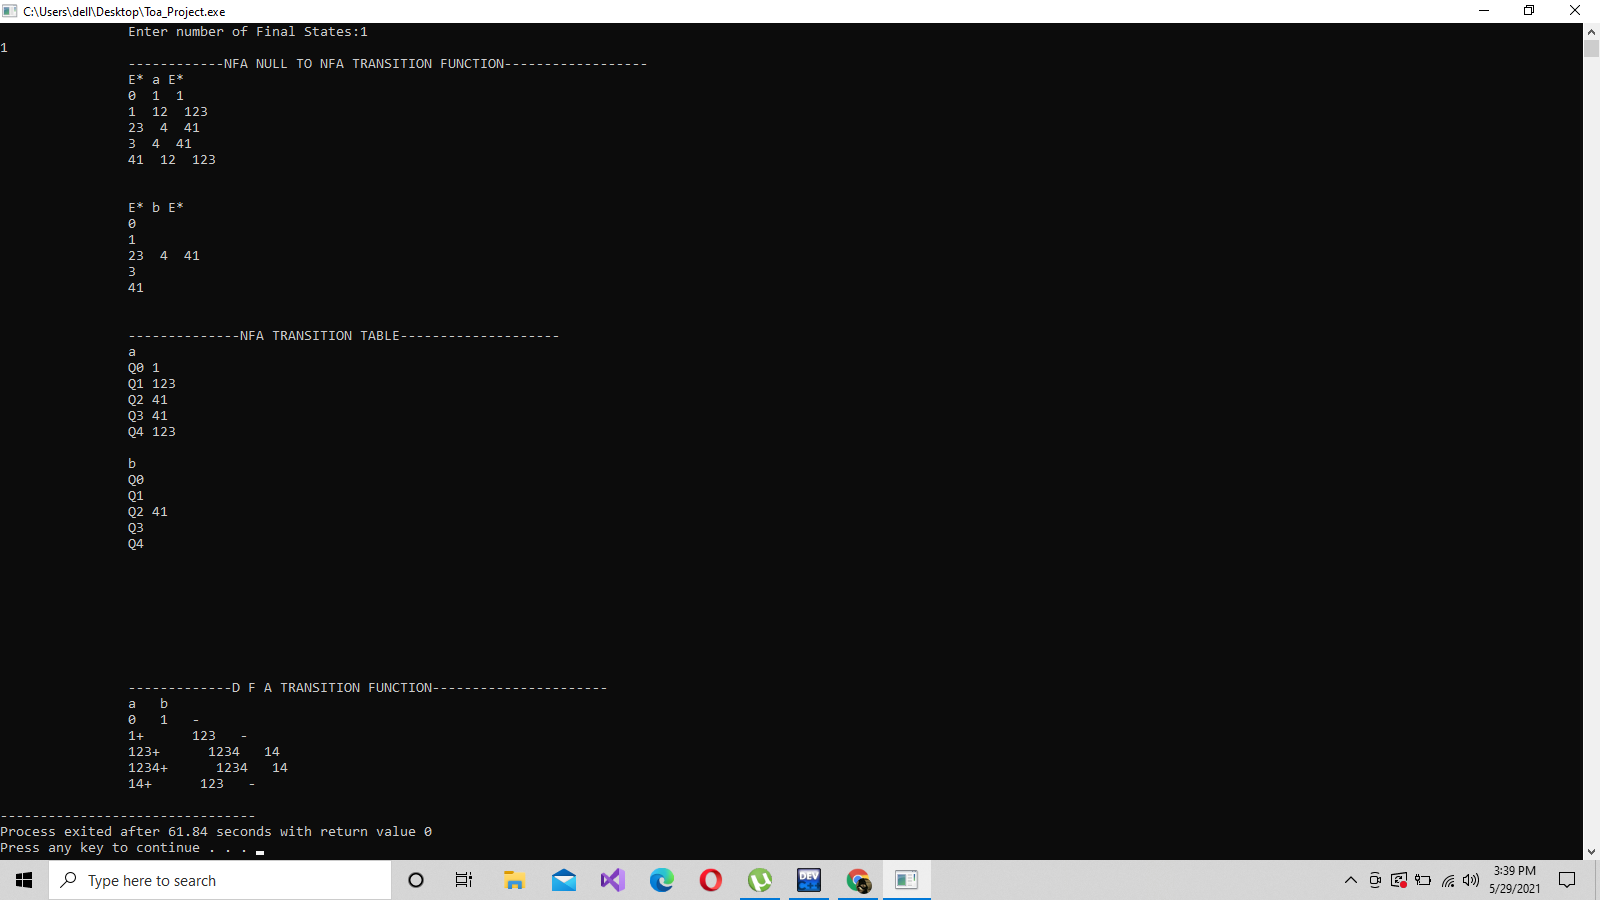 C:\Users\dell\Desktop\Toa_Project.exe
Enter number of Final States:1
1
------------NFA NULL TO NFA TRANSITION FUNCTION------------------
E* a E*
0  1  1
1  12  123
23  4  41
3  4  41
41  12  123
E* b E*
0
1
23  4  41
3
41
--------------NFA TRANSITION TABLE--------------------
a
Q0 1
Q1 123
Q2 41
Q3 41
Q4 123
b
Q0
Q1
Q2 41
Q3
Q4
-------------D F A TRANSITION FUNCTION----------------------
a   b
0   1   -
1+      123   -
123+      1234   14
1234+      1234   14
14+      123   -
--------------------------------
Process exited after 61.84 seconds with return value 0
Press any key to continue . . .
Type here to search
DEV
3:39 PM
5/29/2021